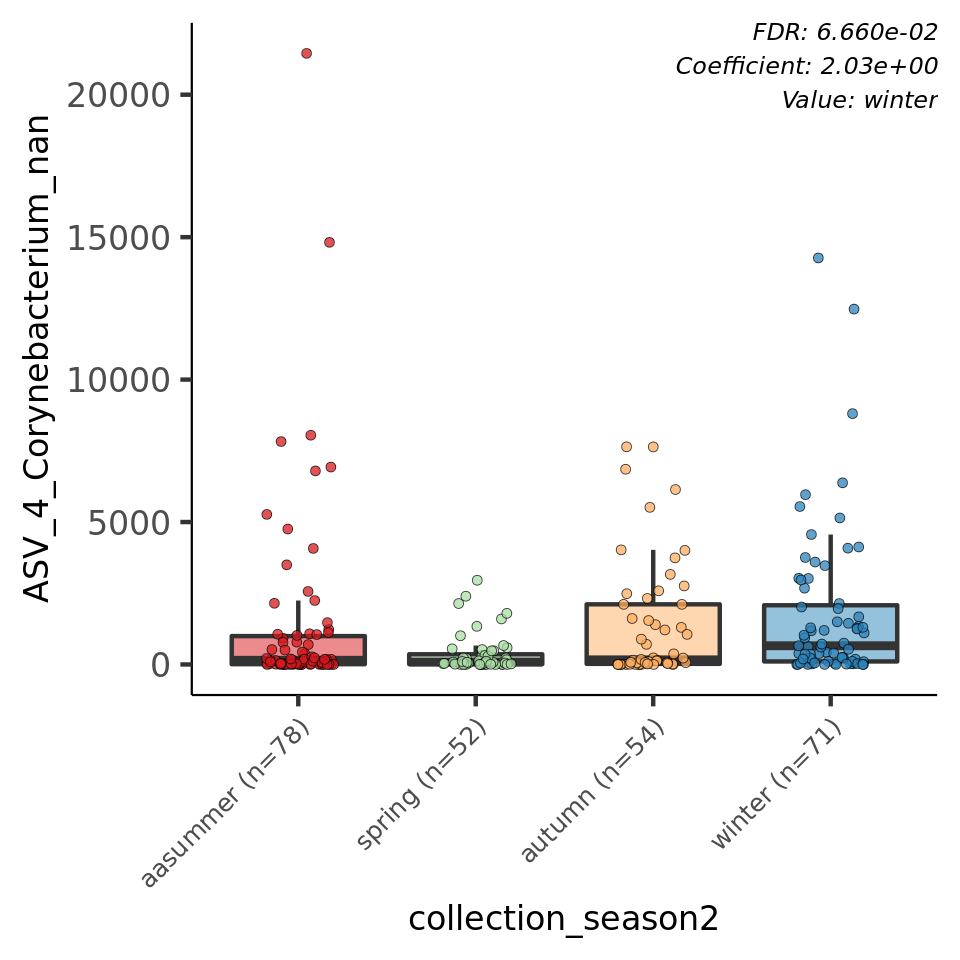 FDR: 6.660e-02
Coefficient: 2.03e+00
Value: winter
ASV_4_Corynebacterium_nan
20000
15000
10000
5000
0
aasummer (n=78)
spring (n=52)
autumn (n=54)
winter (n=71)
collection_season2